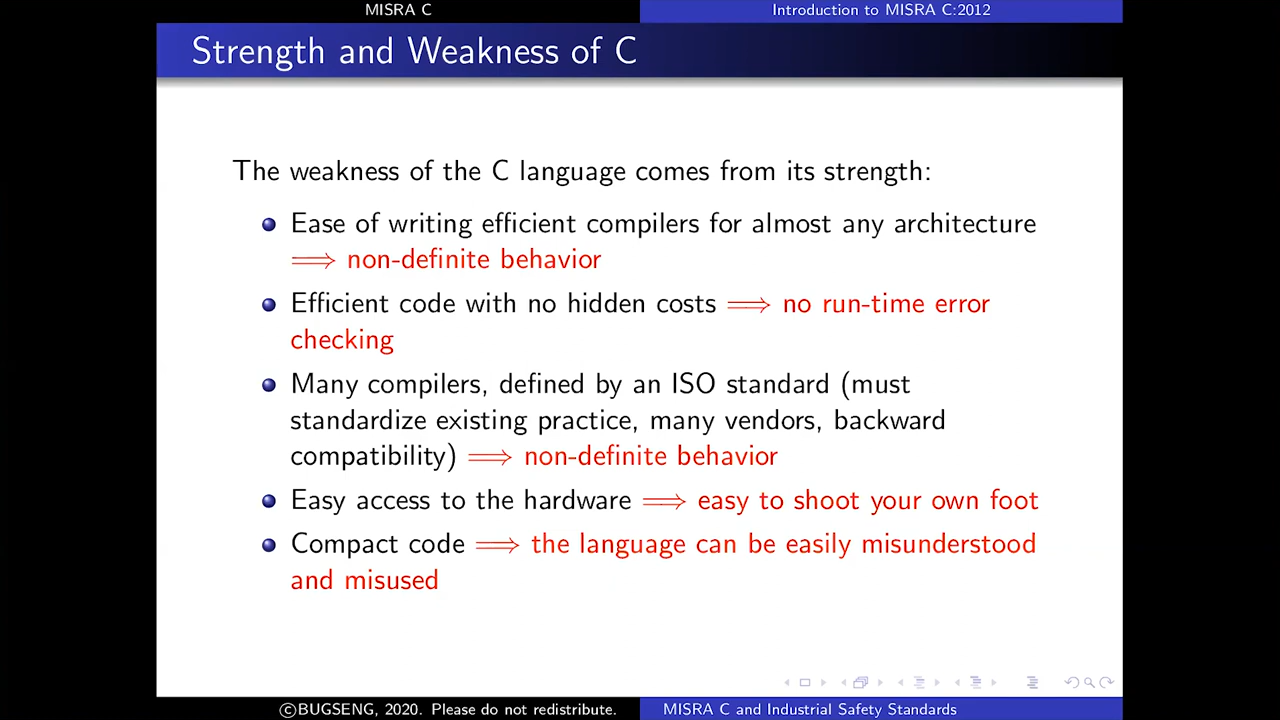 MISRA C
Introduction to MISRA C:2012
Strength and Weakness of C
The weakness of the C language comes from its strength:
Ease of writing efficient compilers for almost any architecture
⟹ non-definite behavior
Efficient code with no hidden costs ⟹ no run-time error
checking
Many compilers, defined by an ISO standard (must
standardize existing practice, many vendors, backward
compatibility) ⟹ non-definite behavior
Easy access to the hardware ⟹ easy to shoot your own foot
Compact code ⟹ the language can be easily misunderstood
and misused
©BUGSENG, 2020. Please do not redistribute.
MISRA C and Industrial Safety Standards